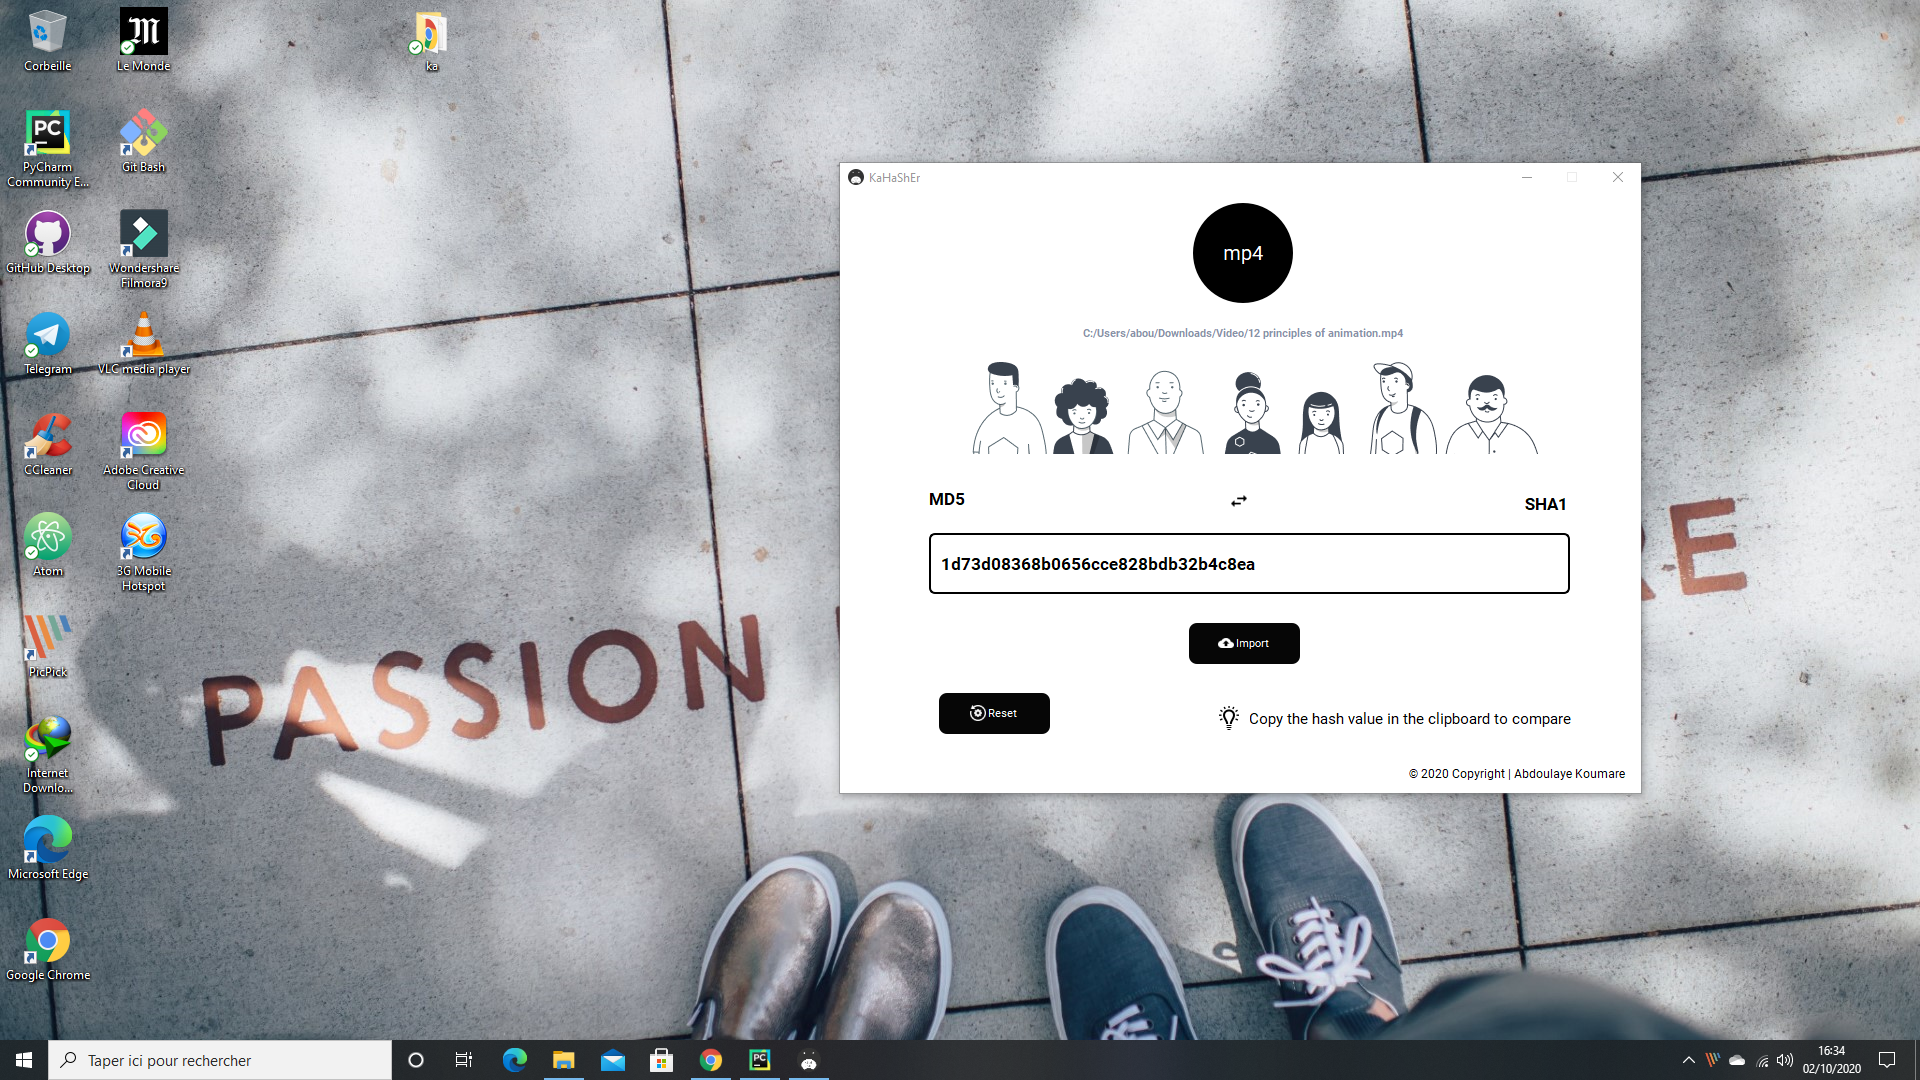 Corbeille
Le Monde
ka
PyCharm
Community E...
Git Bash
GitHub Desktop
Wondershare
Filmora9
Telegram
VLC media player
CCleaner
Adobe Creative
Cloud
Atom
3G Mobile
Hotspot
PicPick
Internet
Downlo...
Microsoft Edge
Google Chrome
PASSION
RE
KaHaShEr
mp4
C:/Users/abou/Downloads/Video/12 principles of animation.mp4
MD5
SHA1
1d73d08368b0656cce828bdb32b4c8ea
Import
Reset
Copy the hash value in the clipboard to compare
© 2020 Copyright | Abdoulaye Koumare
Taper ici pour rechercher
16:34
02/10/2020